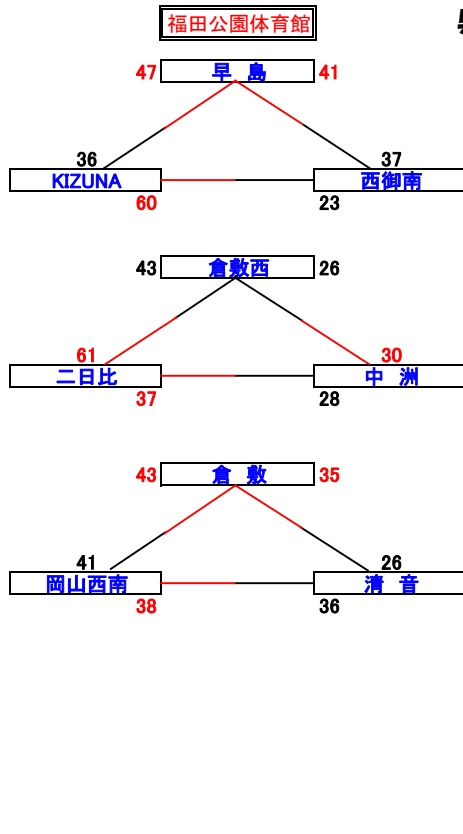 福田公園体育館
47 早 島 41
36 37
KIZUNA 西御南
60 23
43 倉敷西 26
61 30
二日比 中 洲
37 28
43 倉 敷 35
41 26
岡山西南 清 音
38 36